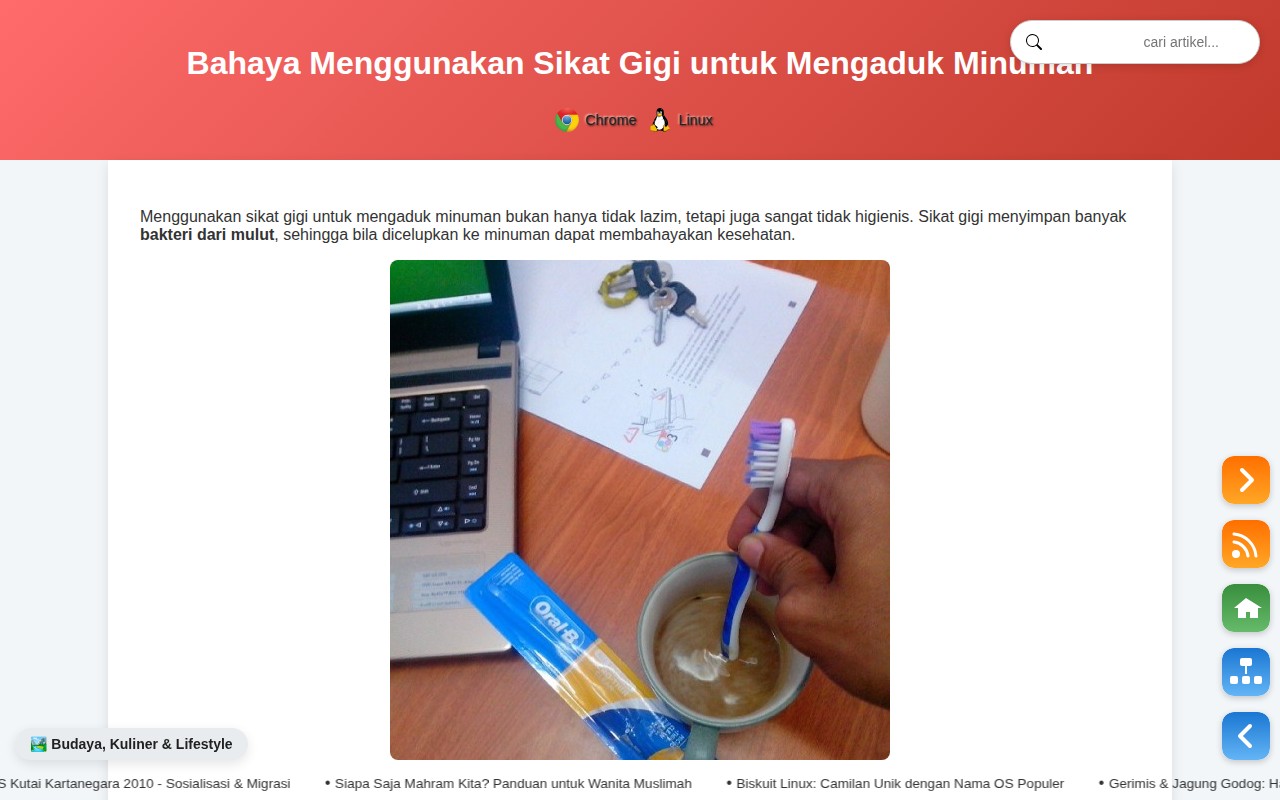 cari artikel...
Bahaya Menggunakan Sikat Gigi untuk Mengaduk Minuman
Chrome Linux
Menggunakan sikat gigi untuk mengaduk minuman bukan hanya tidak lazim, tetapi juga sangat tidak higienis. Sikat gigi menyimpan banyak
bakteri dari mulut, sehingga bila dicelupkan ke minuman dapat membahayakan kesehatan.
Oral-B
Budaya, Kuliner & Lifestyle
S Kutai Kartanegara 2010 - Sosialisasi & Migrasi • Siapa Saja Mahram Kita? Panduan untuk Wanita Muslimah • Biskuit Linux: Camilan Unik dengan Nama OS Populer • Gerimis & Jagung Godog: H